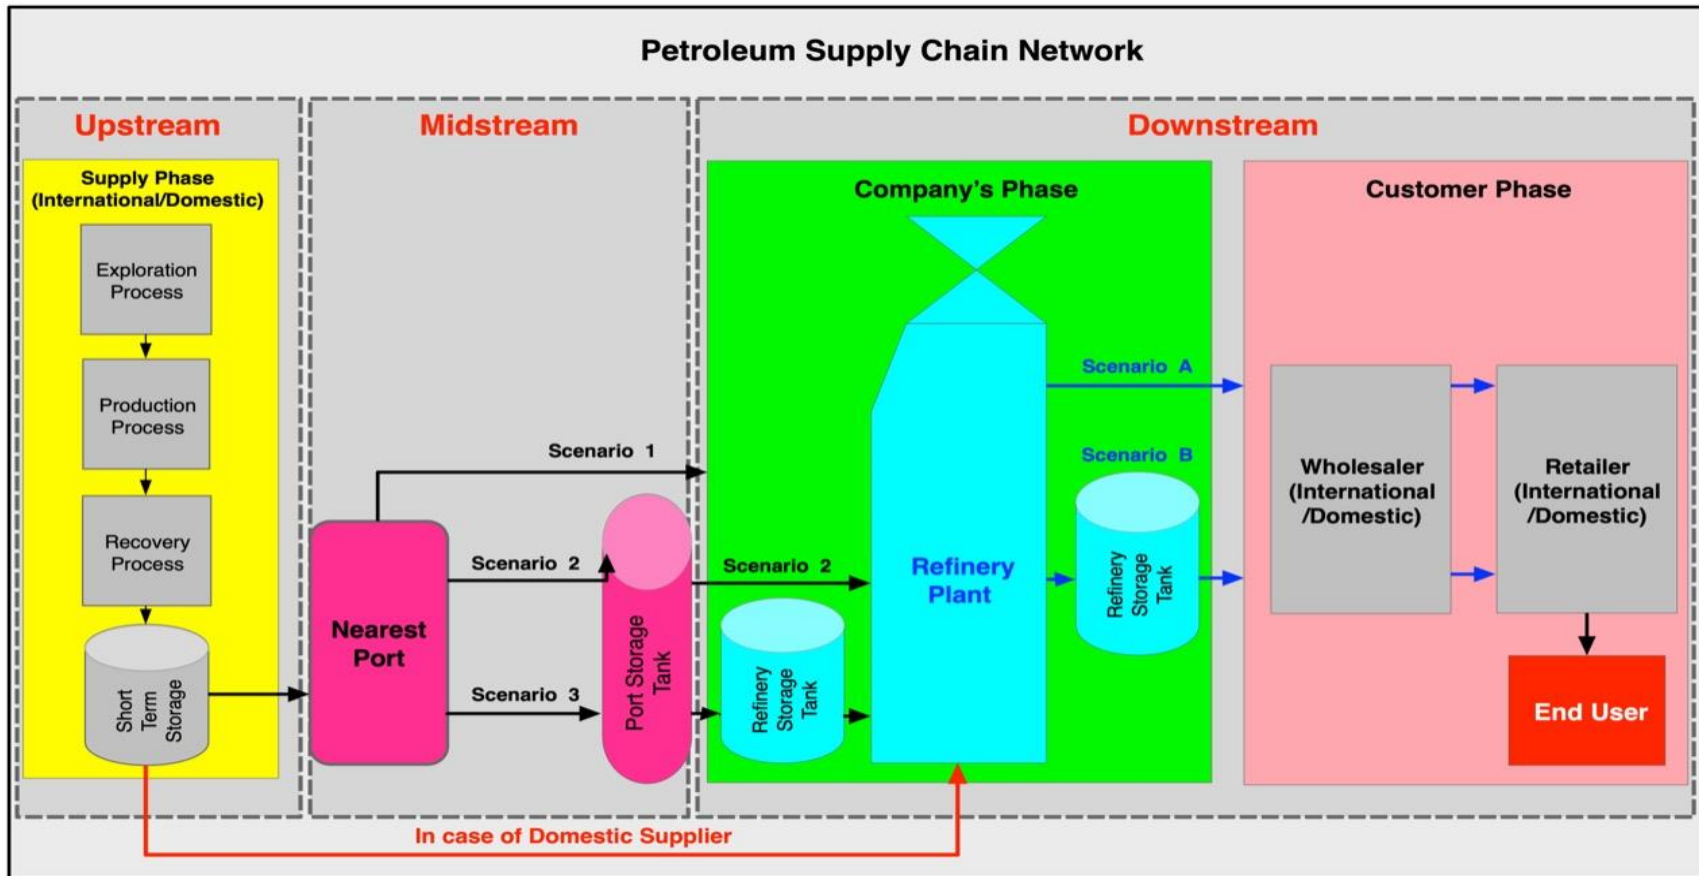 Petroleum Supply Chain Network
Upstream
Midstream
Downstream
Supply Phase
(International/Domestic)
Exploration
Process
Production
Process
Recovery
Process
Short
Term
Storage
Nearest
Port
Scenario 1
Scenario 2
Scenario 3
Port Storage
Tank
Company's Phase
Scenario 2
Refinery
Storage
Tank
Refinery
Plant
Scenario A
Scenario B
Refinery
Storage
Tank
Customer Phase
Wholesaler
(International
/Domestic)
Retailer
(International
/Domestic)
End User
In case of Domestic Supplier